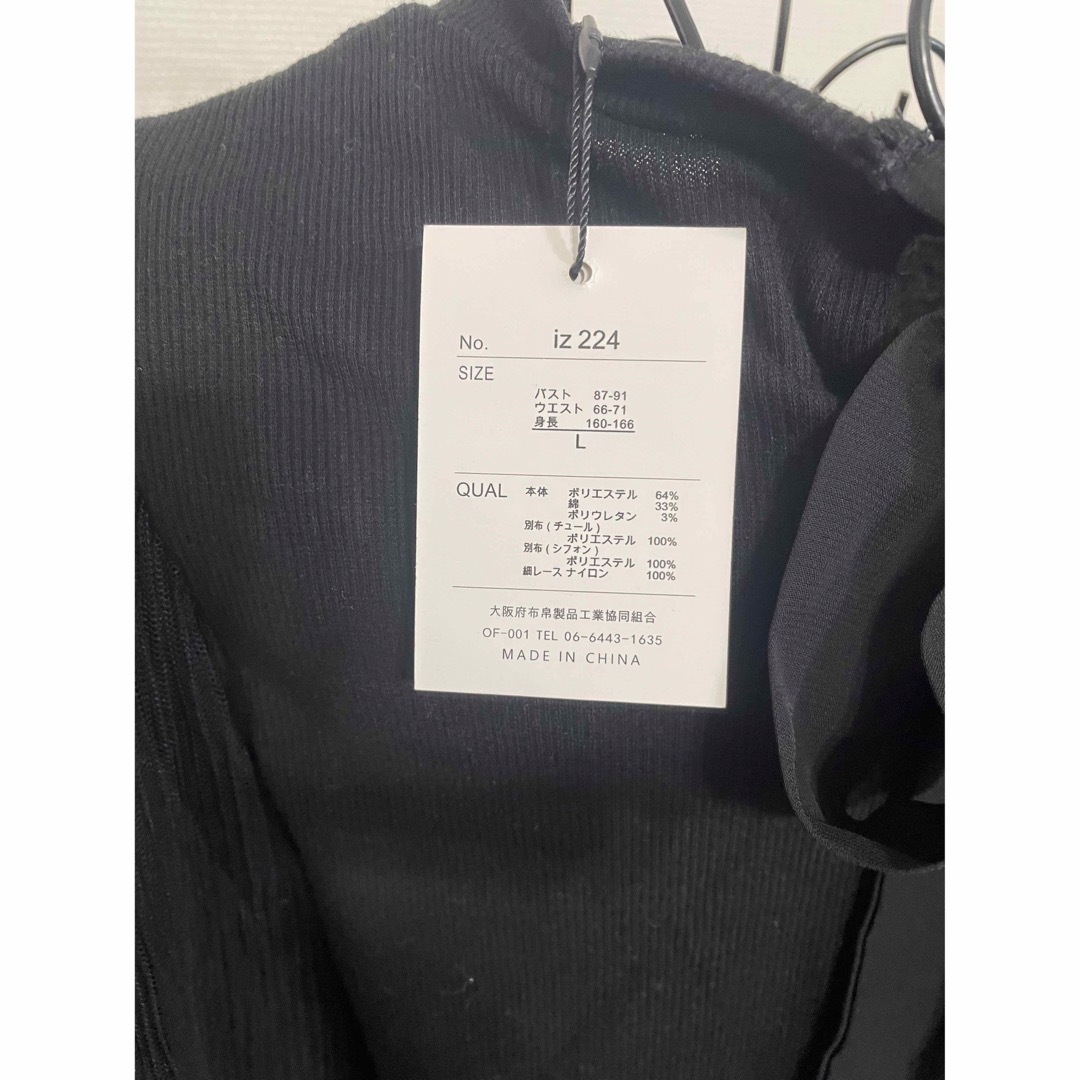 No. iz 224
SIZE
バスト 87-91
ウエスト 66-71
身長 160-166
L
QUAL 本体 ポリエステル 64%
綿 33%
ポリウレタン 3%
別布 ( チュール )
ポリエステル 100%
別布 ( シフォン )
ポリエステル 100%
細レース ナイロン 100%
大阪府布帛製品工業協同組合
OF-001 TEL 06-6443-1635
MADE IN CHINA